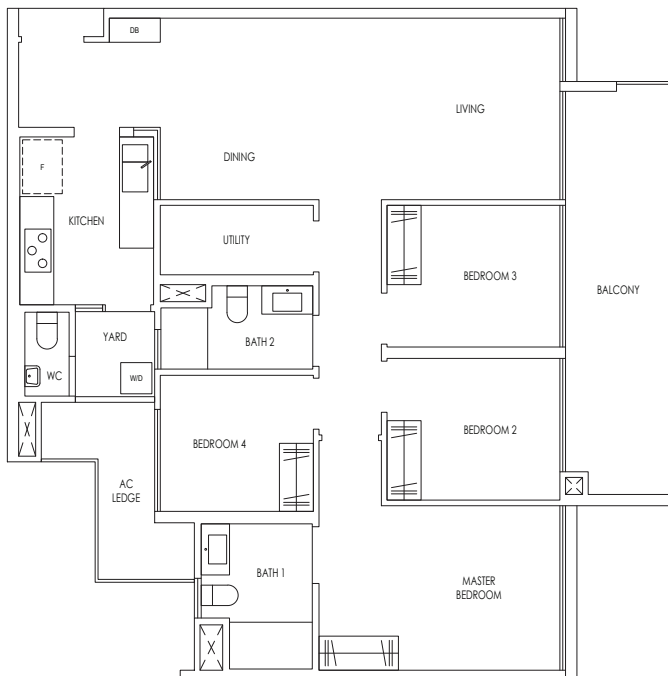 DB
LIVING
DINING
F
KITCHEN
UTILITY
BEDROOM 3
BALCONY
YARD
BATH 2
WC
W/D
BEDROOM 2
BEDROOM 4
AC
LEDGE
BATH 1
MASTER
BEDROOM